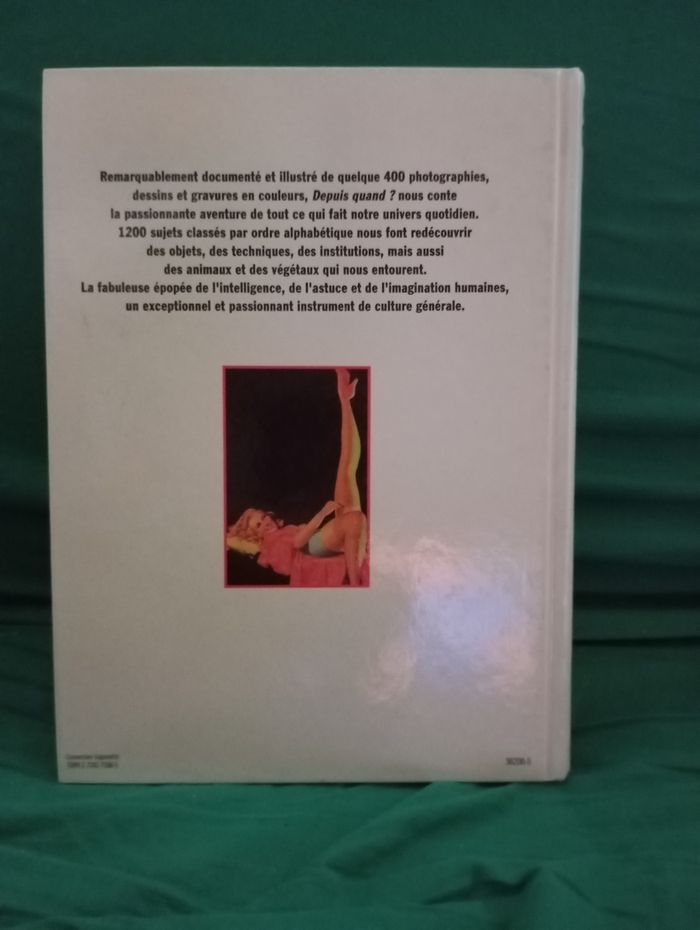 Remarquablement documenté et illustré de quelque 400 photographies,
dessins et gravures en couleurs, Depuis quand ? nous conte
la passionnante aventure de tout ce qui fait notre univers quotidien.
1200 sujets classés par ordre alphabétique nous font redécouvrir
des objets, des techniques, des institutions, mais aussi
des animaux et des végétaux qui nous entourent.
La fabuleuse épopée de l'intelligence, de l'astuce et de l'imagination humaines,
un exceptionnel et passionnant instrument de culture générale.
ISBN